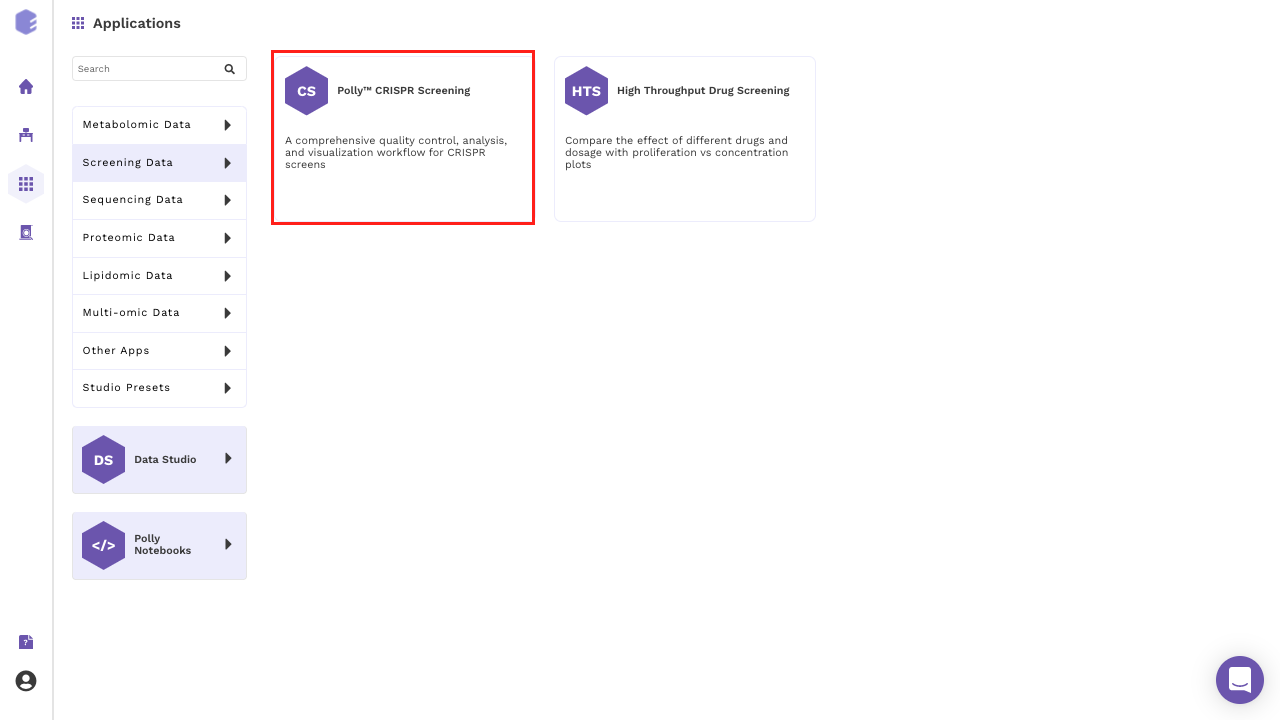 Applications
Search
Metabolomic Data
Screening Data
Sequencing Data
Proteomic Data
Lipidomic Data
Multi-omic Data
Other Apps
Studio Presets
DS
Data Studio
</>
Polly
Notebooks
CS
Polly™ CRISPR Screening
A comprehensive quality control, analysis,
and visualization workflow for CRISPR
screens
HTS
High Throughput Drug Screening
Compare the effect of different drugs and
dosage with proliferation vs concentration
plots
?